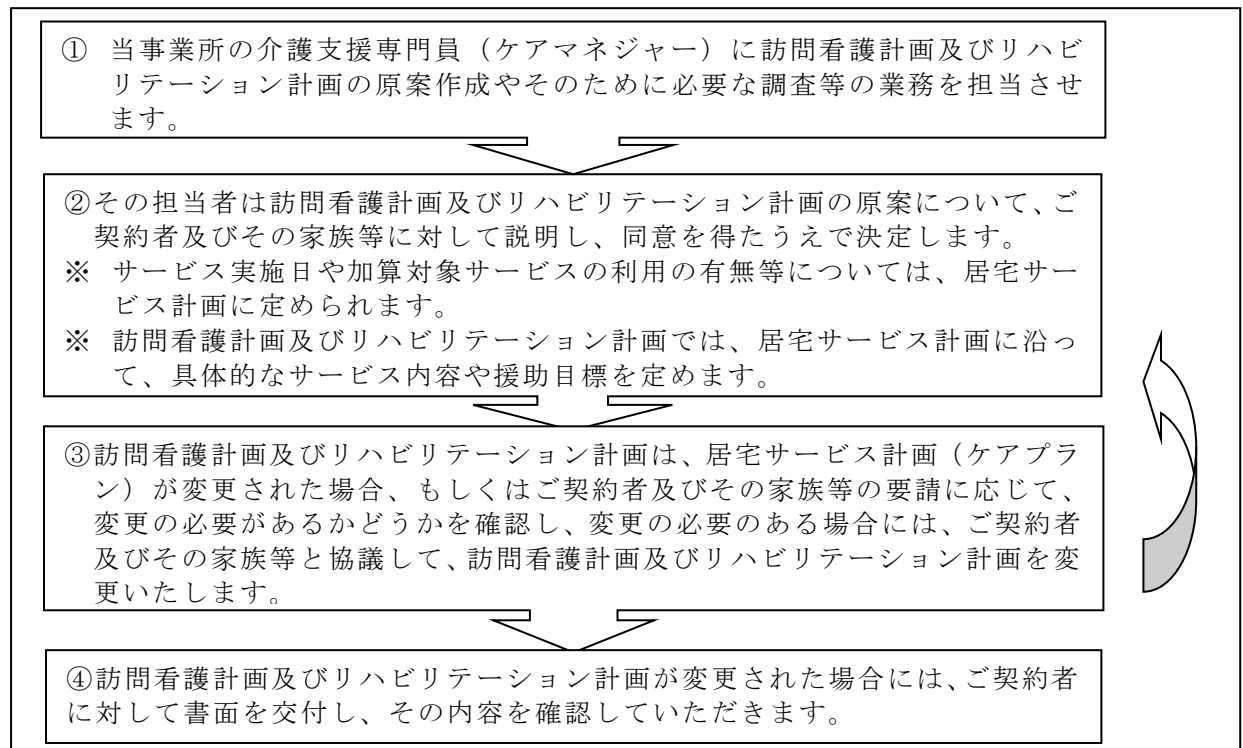 ① 当事業所の介護支援専門員（ケアマネジャー）に訪問看護計画及びリハビ
リテーション計画の原案作成やそのために必要な調査等の業務を担当させ
ます。
②その担当者は訪問看護計画及びリハビリテーション計画の原案について、ご
契約者及びその家族等に対して説明し、同意を得たうえで決定します。
※ サービス実施日や加算対象サービスの利用の有無等については、居宅サー
ビス計画に定められます。
※ 訪問看護計画及びリハビリテーション計画では、居宅サービス計画に沿っ
て、具体的なサービス内容や援助目標を定めます。
③訪問看護計画及びリハビリテーション計画は、居宅サービス計画（ケアプラ
ン）が変更された場合、もしくはご契約者及びその家族等の要請に応じて、
変更の必要があるかどうかを確認し、変更の必要のある場合には、ご契約者
及びその家族等と協議して、訪問看護計画及びリハビリテーション計画を変
更いたします。
④訪問看護計画及びリハビリテーション計画が変更された場合には、ご契約者
に対して書面を交付し、その内容を確認していただきます。